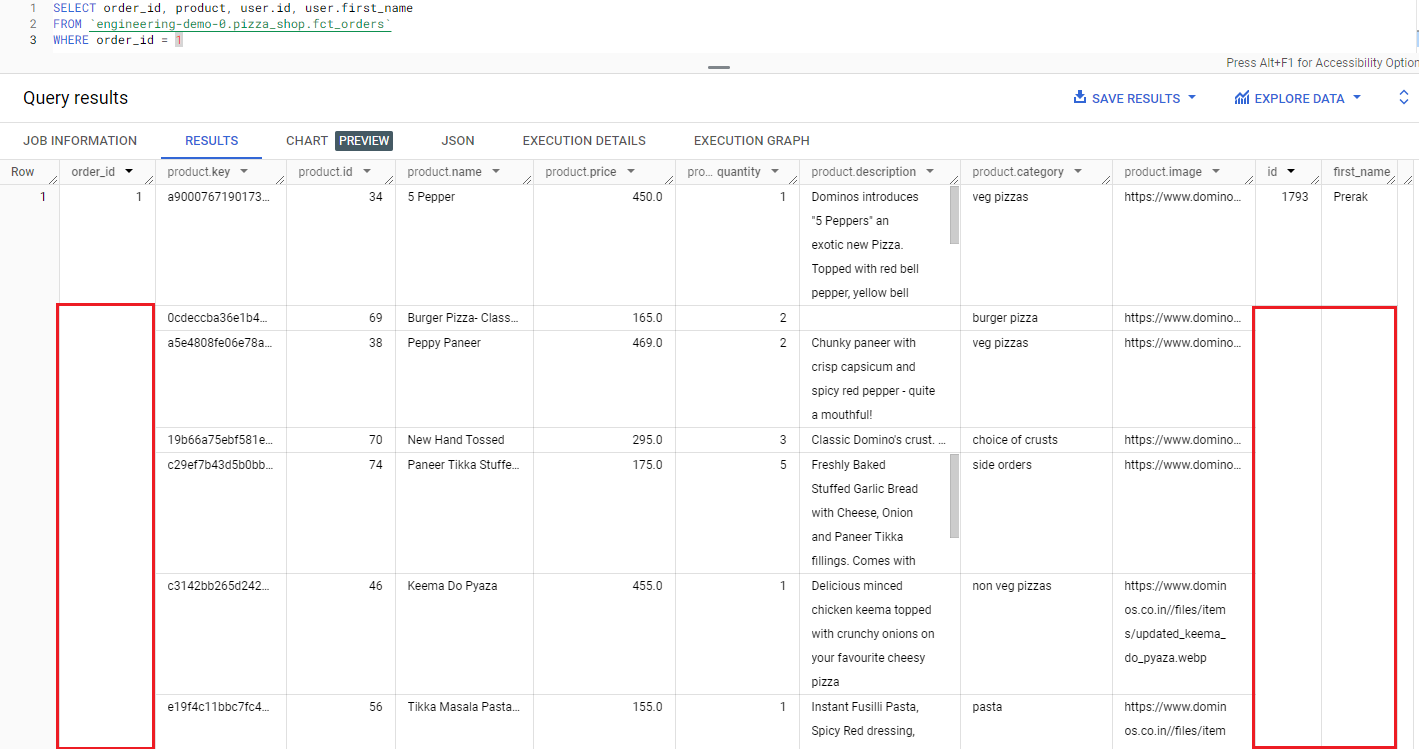 1 SELECT order_id, product, user.id, user.first_name
2 FROM `engineering-demo-0.pizza_shop.fct_orders`
3 WHERE order_id = 1
Press Alt+F1 for Accessibility Option
Query results
SAVE RESULTS
EXPLORE DATA
JOB INFORMATION RESULTS CHART PREVIEW JSON EXECUTION DETAILS EXECUTION GRAPH
Row order_id product.key product.id product.name product.price pro... quantity product.description product.category product.image id first_name
1 1 a9000767190173... 34 5 Pepper 450.0 1 Dominos introduces veg pizzas https://www.domino... 1793 Prerak
"5 Peppers" an
exotic new Pizza.
Topped with red bell
pepper, yellow bell
0cdeccba36e1b4... 69 Burger Pizza- Class... 165.0 2 burger pizza https://www.domino...
a5e4808fe06e78a... 38 Peppy Paneer 469.0 2 Chunky paneer with veg pizzas https://www.domino...
crisp capsicum and
spicy red pepper - quite
a mouthful!
19b66a75ebf581e... 70 New Hand Tossed 295.0 3 Classic Domino's crust. ... choice of crusts https://www.domino...
c29ef7b43d5b0bb... 74 Paneer Tikka Stuffe... 175.0 5 Freshly Baked side orders https://www.domino...
Stuffed Garlic Bread
with Cheese, Onion
and Paneer Tikka
fillings. Comes with
c3142bb265d242... 46 Keema Do Pyaza 455.0 1 Delicious minced non veg pizzas https://www.domin
chicken keema topped os.co.in//files/item
with crunchy onions on s/updated_keema_
your favourite cheesy do_pyaza.webp
pizza
e19f4c11bbc7fc4... 56 Tikka Masala Pasta... 155.0 1 Instant Fusilli Pasta, pasta https://www.domin
Spicy Red dressing, os.co.in//files/item